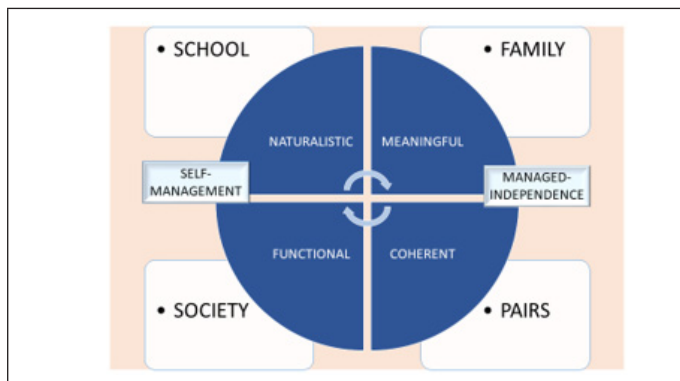 • SCHOOL
• FAMILY
NATURALISTIC
MEANINGFUL
SELF-
MANAGEMENT
MANAGED-
INDEPENDENCE
FUNCTIONAL
COHERENT
• SOCIETY
• PAIRS